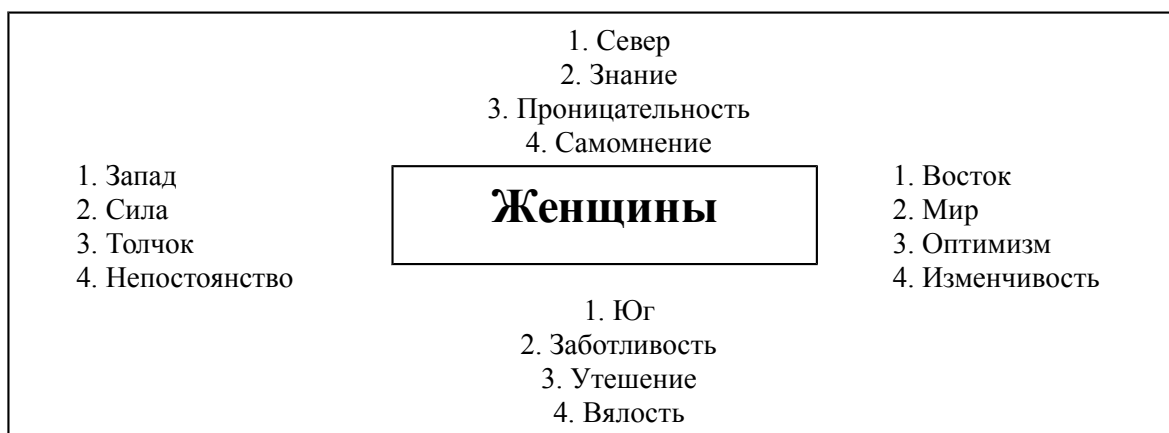 1. Север
2. Знание
3. Проницательность
4. Самомнение
1. Запад
2. Сила
3. Толчок
4. Непостоянство
Женщины
1. Восток
2. Мир
3. Оптимизм
4. Изменчивость
1. Юг
2. Заботливость
3. Утешение
4. Вялость